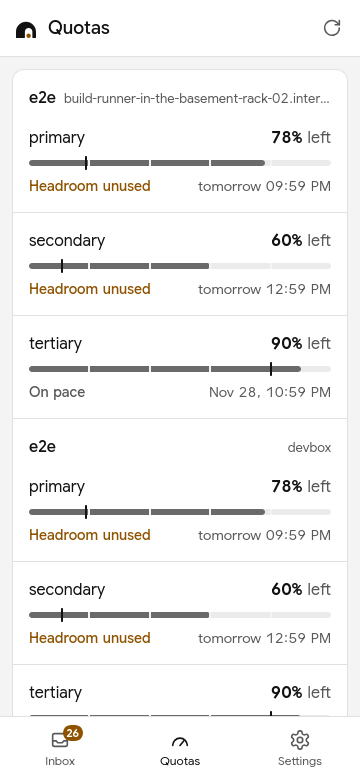 Quotas
e2e build-runner-in-the-basement-rack-02.inter…
primary 78% left
Headroom unused tomorrow 09:59 PM
secondary 60% left
Headroom unused tomorrow 12:59 PM
tertiary 90% left
On pace Nov 28, 10:59 PM
e2e devbox
primary 78% left
Headroom unused tomorrow 09:59 PM
secondary 60% left
Headroom unused tomorrow 12:59 PM
tertiary 90% left
26
Inbox Quotas Settings